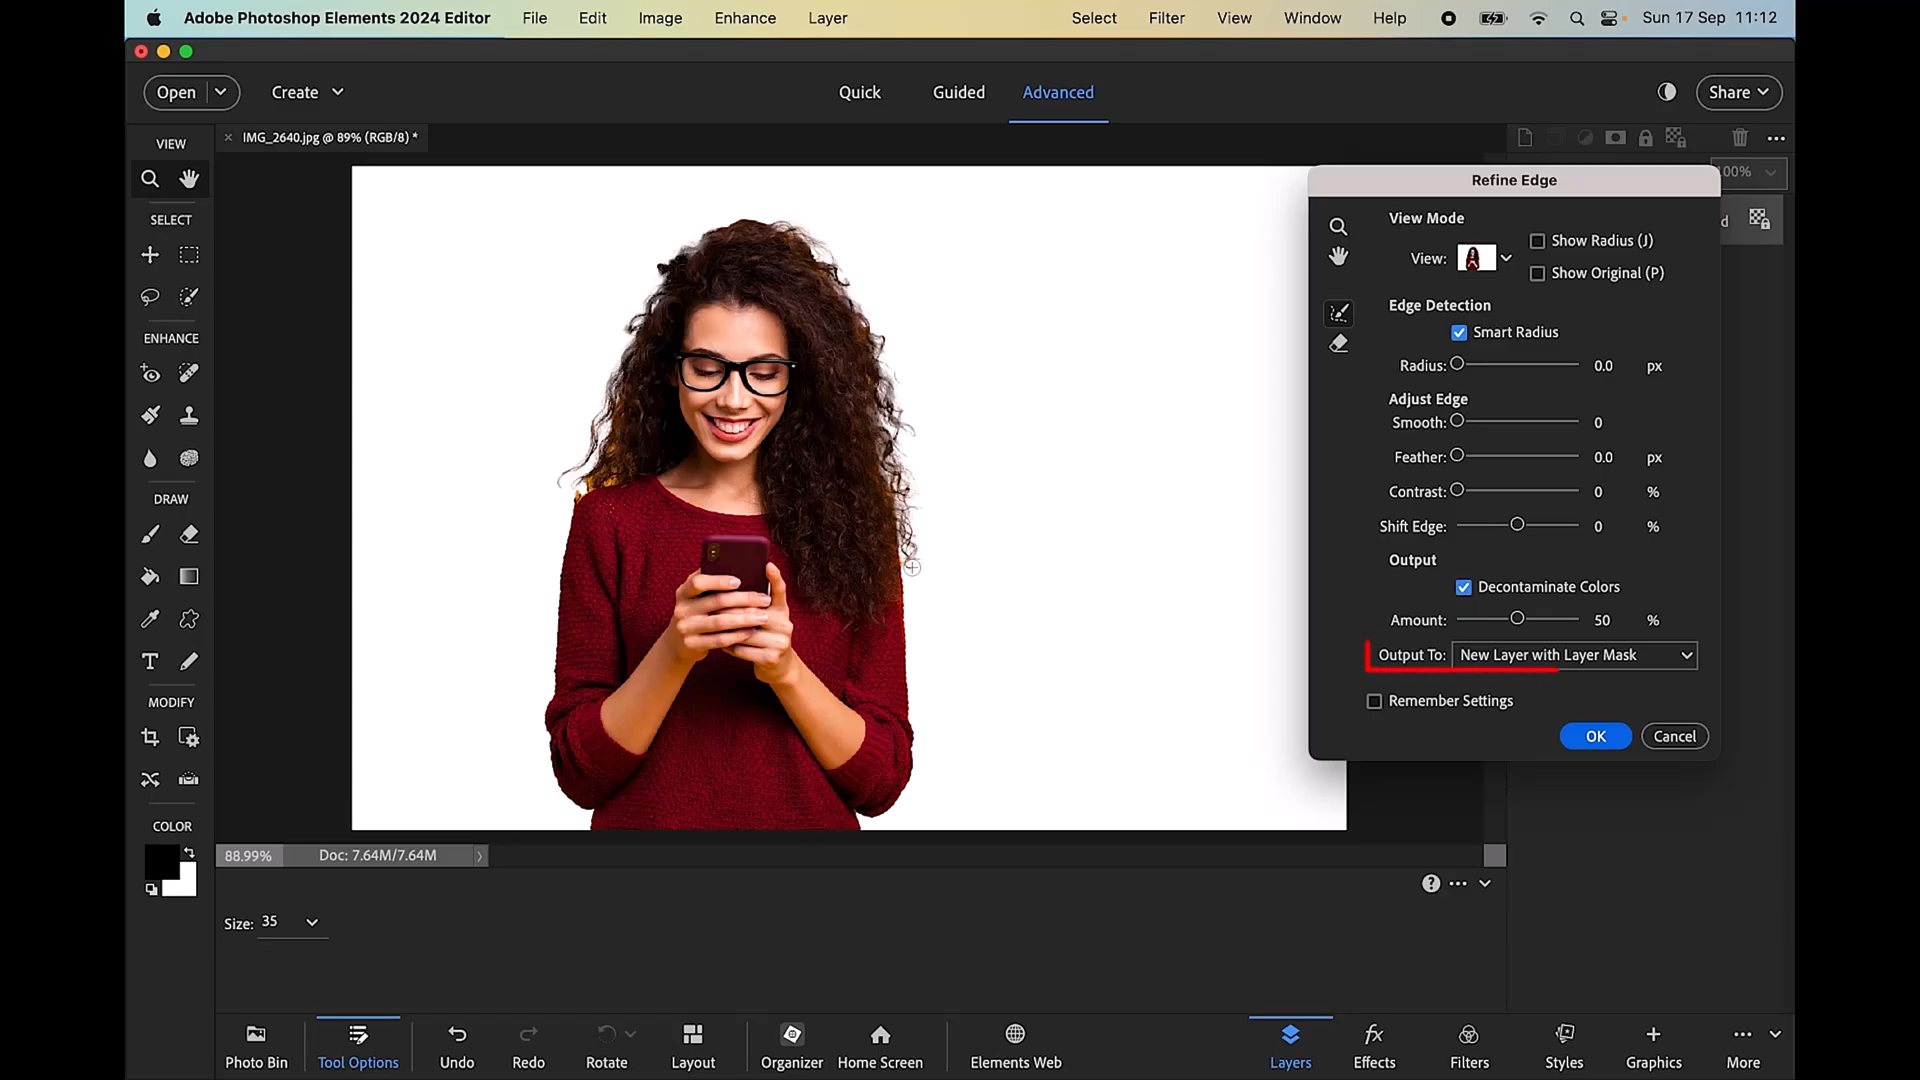 Adobe Photoshop Elements 2024 Editor File Edit Image Enhance Layer Select Filter View Window Help Sun 17 Sep 11:12
Open Create Quick Guided Advanced Share
VIEW
× IMG_2640.jpg @ 89% (RGB/8) *
SELECT
ENHANCE
DRAW
T
MODIFY
COLOR
00%
d
Refine Edge
View Mode
View:
Show Radius (J)
Show Original (P)
Edge Detection
Smart Radius
Radius: 0.0 px
Adjust Edge
Smooth: 0
Feather: 0.0 px
Contrast: 0 %
Shift Edge: 0 %
Output
Decontaminate Colors
Amount: 50 %
Output To: New Layer with Layer Mask
Remember Settings
OK Cancel
88.99% Doc: 7.64M/7.64M
?
Size: 35
fx
Photo Bin Tool Options Undo Redo Rotate Layout Organizer Home Screen Elements Web Layers Effects Filters Styles Graphics More